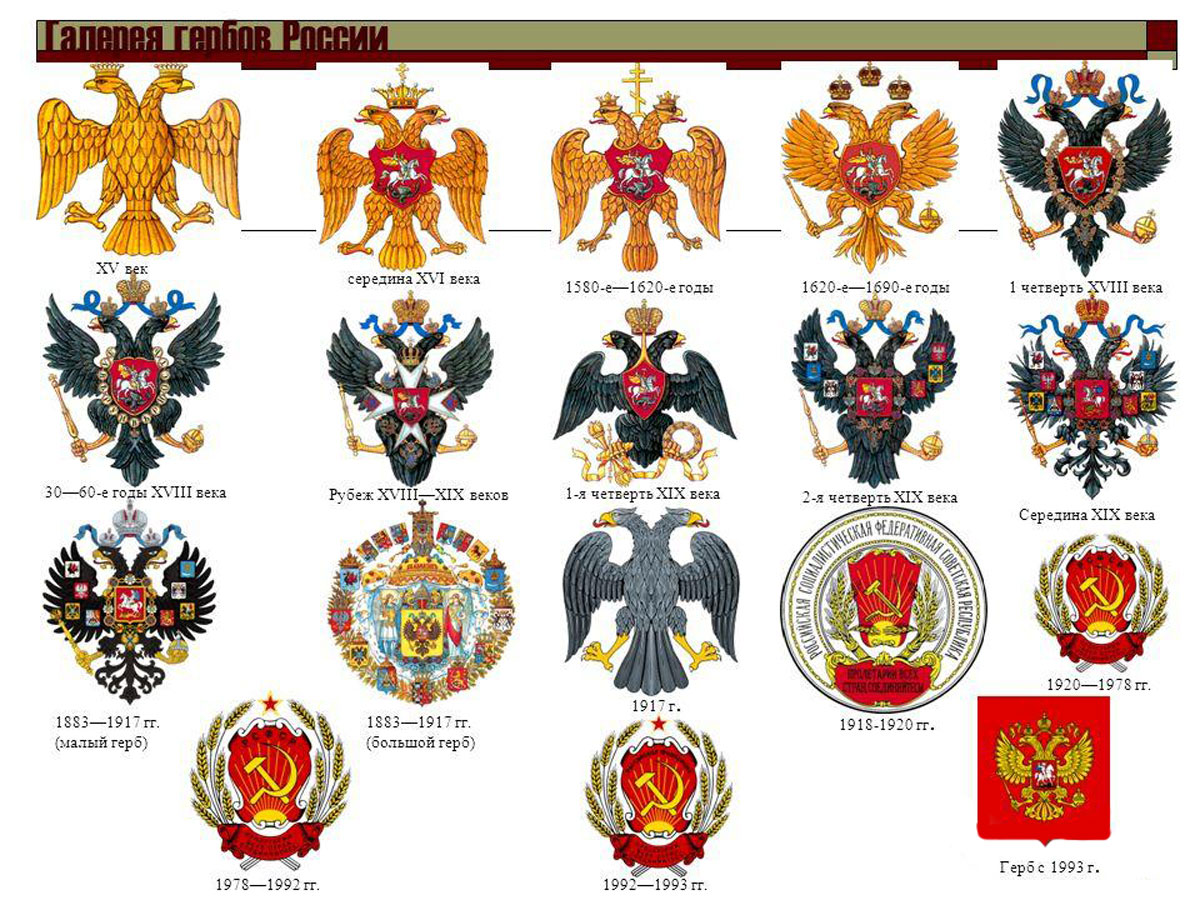 Галерея гербов России
XV век
середина XVI века
1580-е—1620-е годы
1620-е—1690-е годы
1 четверть XVIII века
30—60-е годы XVIII века
Рубеж XVIII—XIX веков
1-я четверть XIX века
2-я четверть XIX века
Середина XIX века
1883—1917 гг.
(малый герб)
1883—1917 гг.
(большой герб)
1917 г.
РОССИЙСКАЯ СОЦИАЛИСТИЧЕСКАЯ ФЕДЕРАТИВНАЯ СОВЕТСКАЯ РЕСПУБЛИКА
ПРОЛЕТАРИИ ВСЕХ
СТРАН, СОЕДИНЯЙТЕСЬ!
1918-1920 гг.
1920—1978 гг.
Р.С.Ф.С.Р.
1978—1992 гг.
1992—1993 гг.
Герб с 1993 г.